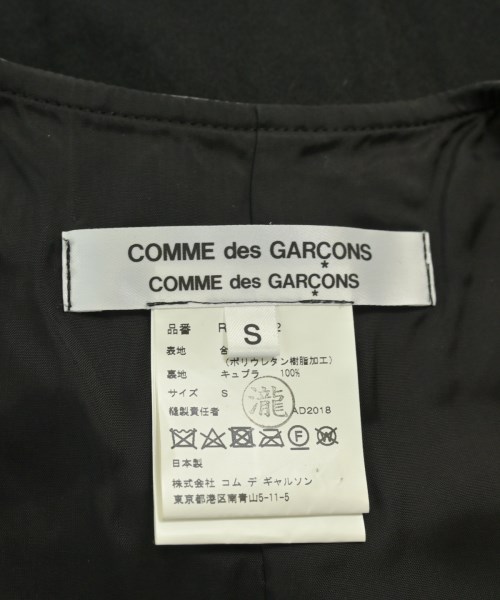 COMME des GARÇONS
COMME des GARÇONS
S
品番 R 2
表地 合
(ポリウレタン樹脂加工)
裏地 キュプラ 100%
サイズ S
縫製責任者 瀧 AD2018
日本製
株式会社 コム デ ギャルソン
東京都港区南青山5-11-5